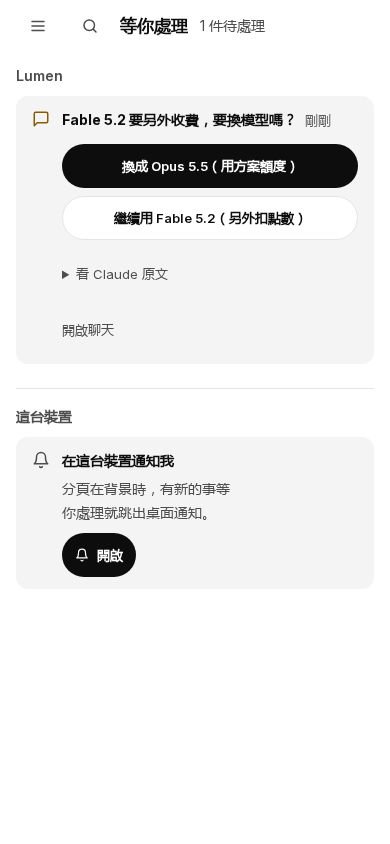 等你處理 1 件待處理
Lumen
Fable 5.2 要另外收費，要換模型嗎？ 剛剛
換成 Opus 5.5（用方案額度）
繼續用 Fable 5.2（另外扣點數）
▶ 看 Claude 原文
開啟聊天
這台裝置
在這台裝置通知我
分頁在背景時，有新的事等
你處理就跳出桌面通知。
開啟